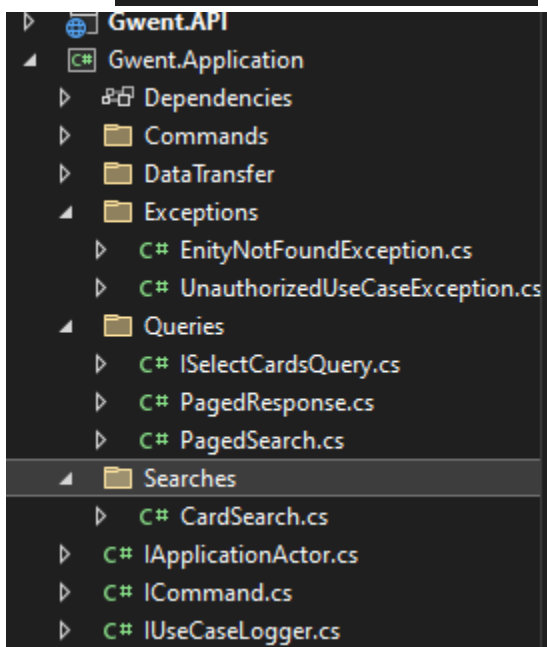 Gwent.API
C# Gwent.Application
Dependencies
Commands
DataTransfer
Exceptions
C# EnityNotFoundException.cs
C# UnauthorizedUseCaseException.cs
Queries
C# ISelectCardsQuery.cs
C# PagedResponse.cs
C# PagedSearch.cs
Searches
C# CardSearch.cs
C# IApplicationActor.cs
C# ICommand.cs
C# IUseCaseLogger.cs